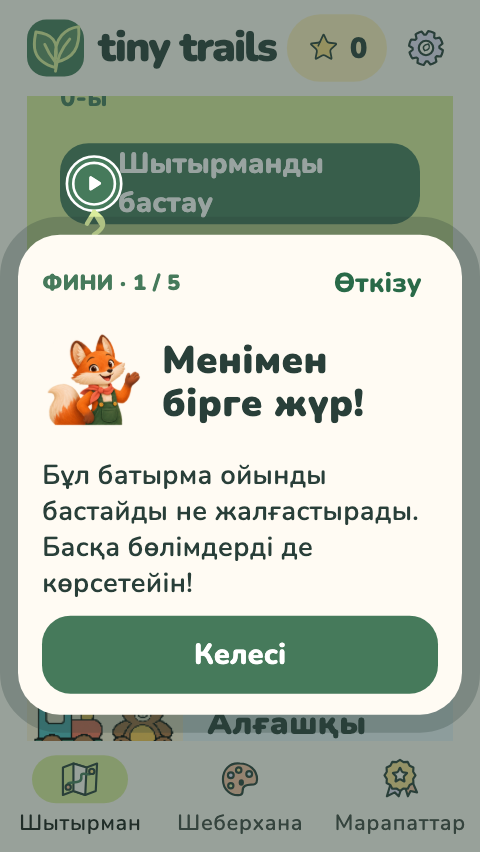 tiny trails
0
0-ы
Шытырманды
бастау
ФИНИ · 1 / 5
Өткізу
Менімен
бірге жүр!
Бұл батырма ойынды
бастайды не жалғастырады.
Басқа бөлімдерді де
көрсетейін!
Келесі
Алғашқы
Шытырман
Шеберхана
Марапаттар